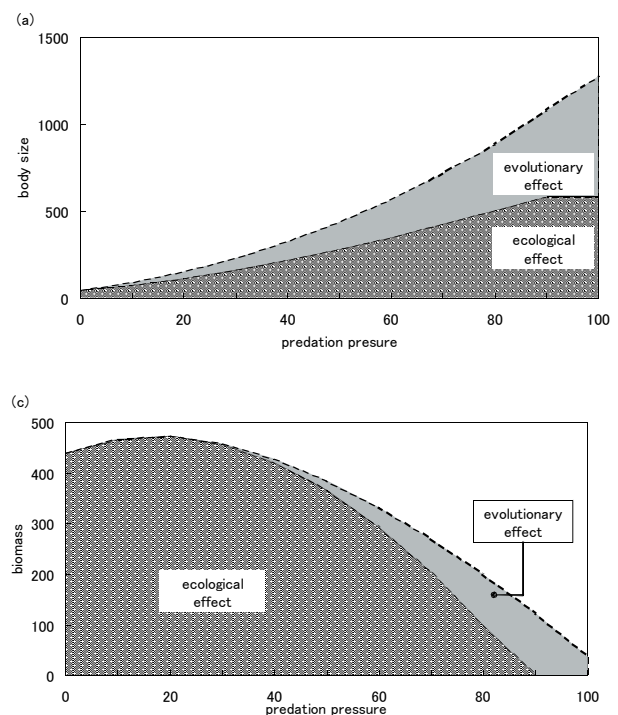 (a)
1500
1000
500
0
body size
evolutionary
effect
ecological
effect
0 20 40 60 80 100
predation presure
(c)
500
400
300
200
100
0
biomass
evolutionary
effect
ecological
effect
0 20 40 60 80 100
predation pressure